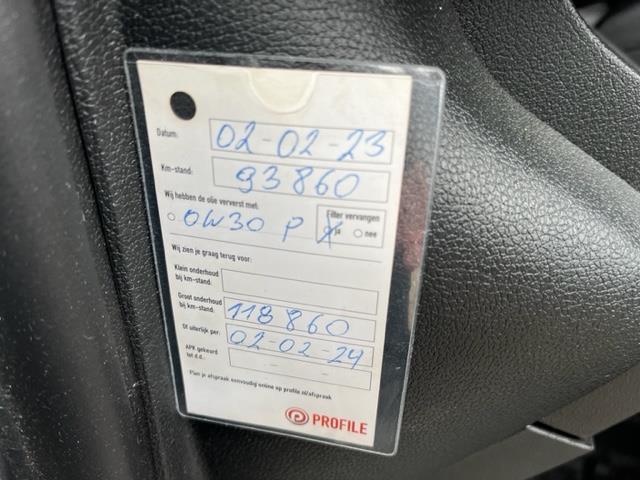 Datum: 02-02-23
Km-stand: 93860
Wij hebben de olie ververst met:
0W30 P
Filter vervangen
ja nee
Wij zien je graag terug voor:
Klein onderhoud
bij km-stand:
Groot onderhoud
bij km-stand: 118860
Of uiterlijk per: 02-02-24
APK gekeurd
tot d.d.: - -
Plan je afspraak eenvoudig online op profile.nl/afspraak
PROFILE